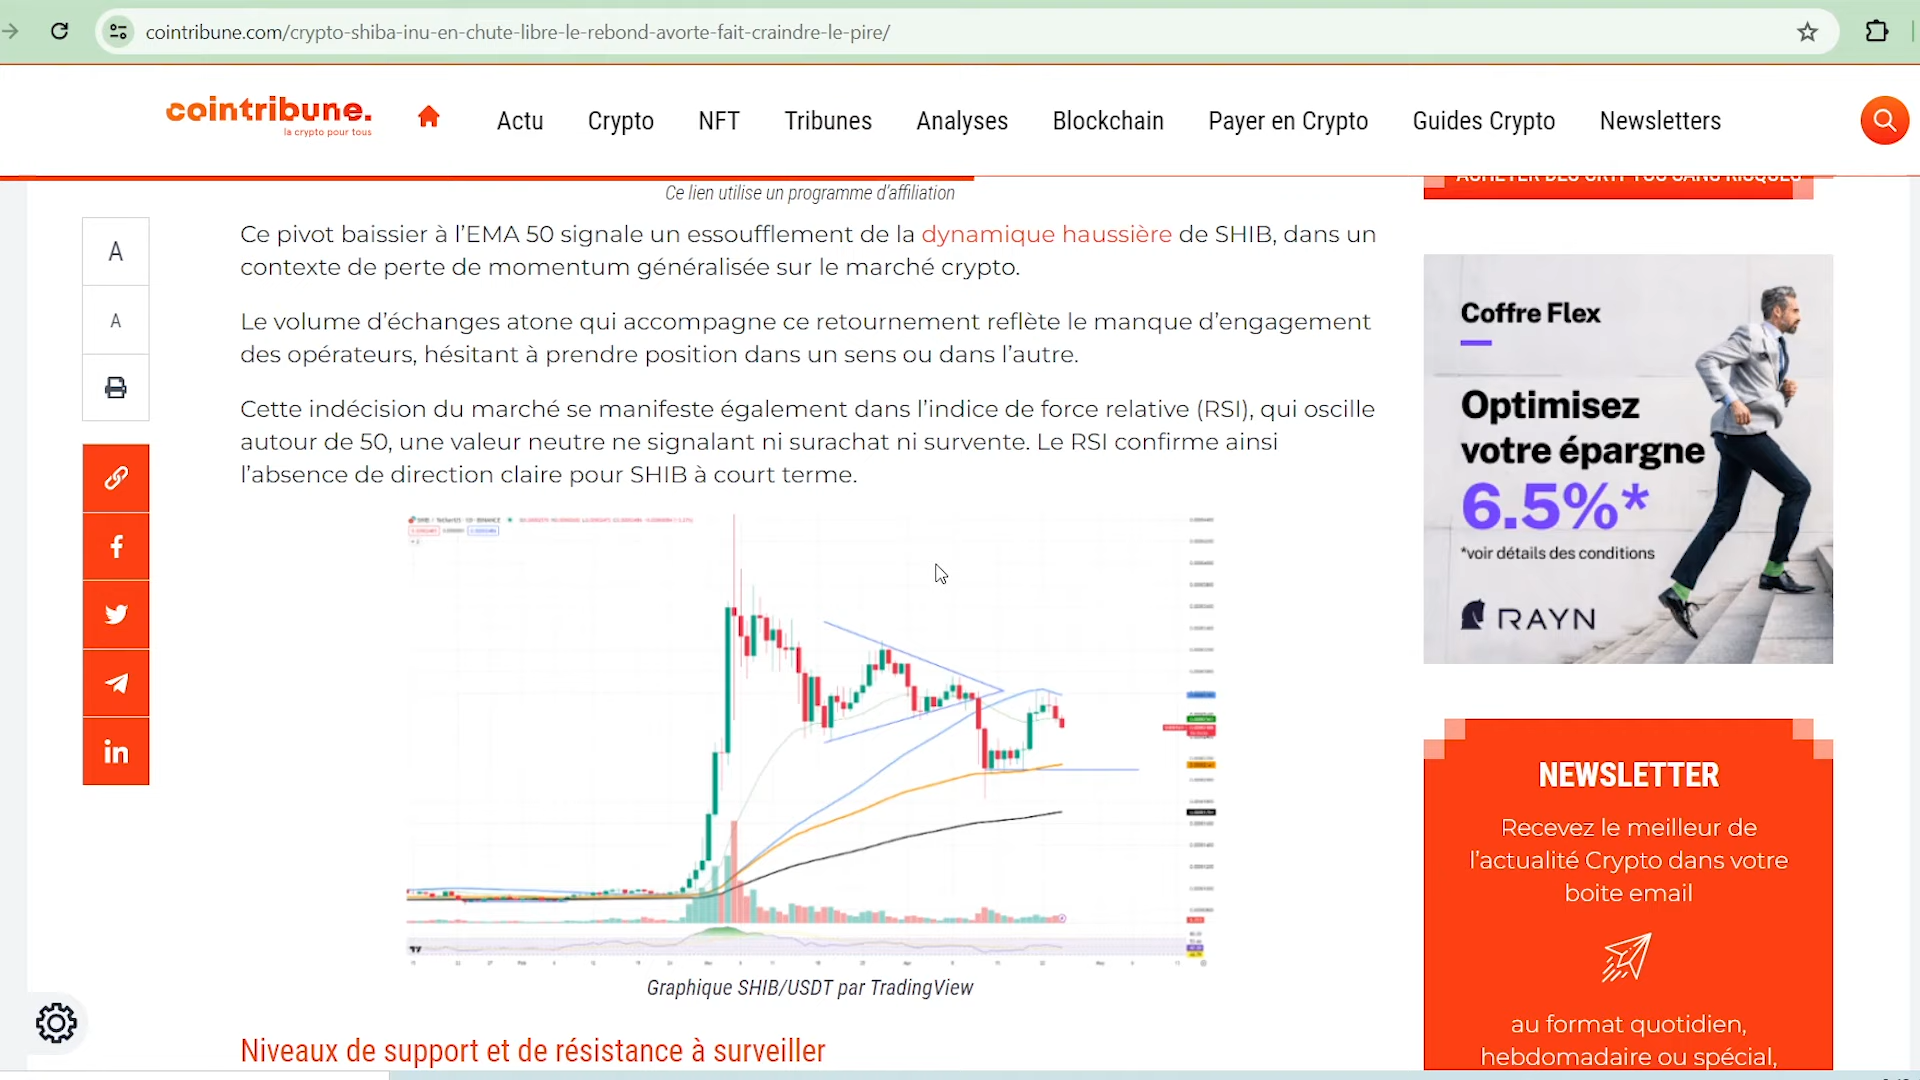 cointribune.com/crypto-shiba-inu-en-chute-libre-le-rebond-avorte-fait-craindre-le-pire/
cointribune.
la crypto pour tous
Actu
Crypto
NFT
Tribunes
Analyses
Blockchain
Payer en Crypto
Guides Crypto
Newsletters
Ce lien utilise un programme d'affiliation
A
A
Ce pivot baissier à l'EMA 50 signale un essoufflement de la dynamique haussière de SHIB, dans un
contexte de perte de momentum généralisée sur le marché crypto.
Le volume d'échanges atone qui accompagne ce retournement reflète le manque d'engagement
des opérateurs, hésitant à prendre position dans un sens ou dans l'autre.
Cette indécision du marché se manifeste également dans l'indice de force relative (RSI), qui oscille
autour de 50, une valeur neutre ne signalant ni surachat ni survente. Le RSI confirme ainsi
l'absence de direction claire pour SHIB à court terme.
Graphique SHIB/USDT par TradingView
Niveaux de support et de résistance à surveiller
ACHETER DES CRYPTOS SANS RISQUES
Coffre Flex
Optimisez
votre épargne
6.5%*
*voir détails des conditions
RAYN
NEWSLETTER
Recevez le meilleur de
l'actualité Crypto dans votre
boite email
au format quotidien,
hebdomadaire ou spécial,